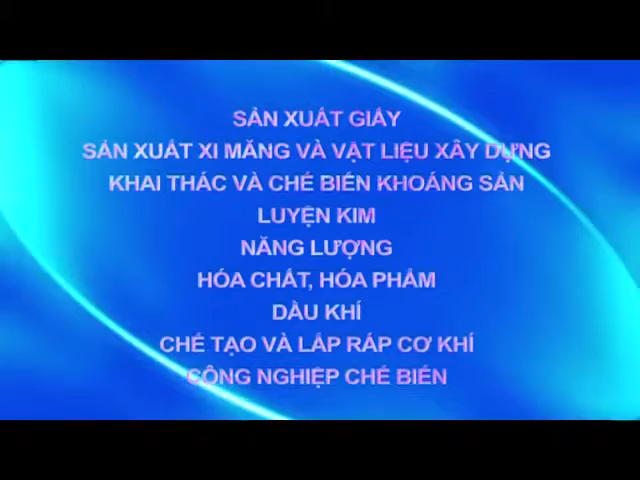 SẢN XUẤT GIẤY
SẢN XUẤT XI MĂNG VÀ VẬT LIỆU XÂY DỰNG
KHAI THÁC VÀ CHẾ BIẾN KHOÁNG SẢN
LUYỆN KIM
NĂNG LƯỢNG
HÓA CHẤT, HÓA PHẨM
DẦU KHÍ
CHẾ TẠO VÀ LẮP RÁP CƠ KHÍ
CÔNG NGHIỆP CHẾ BIẾN